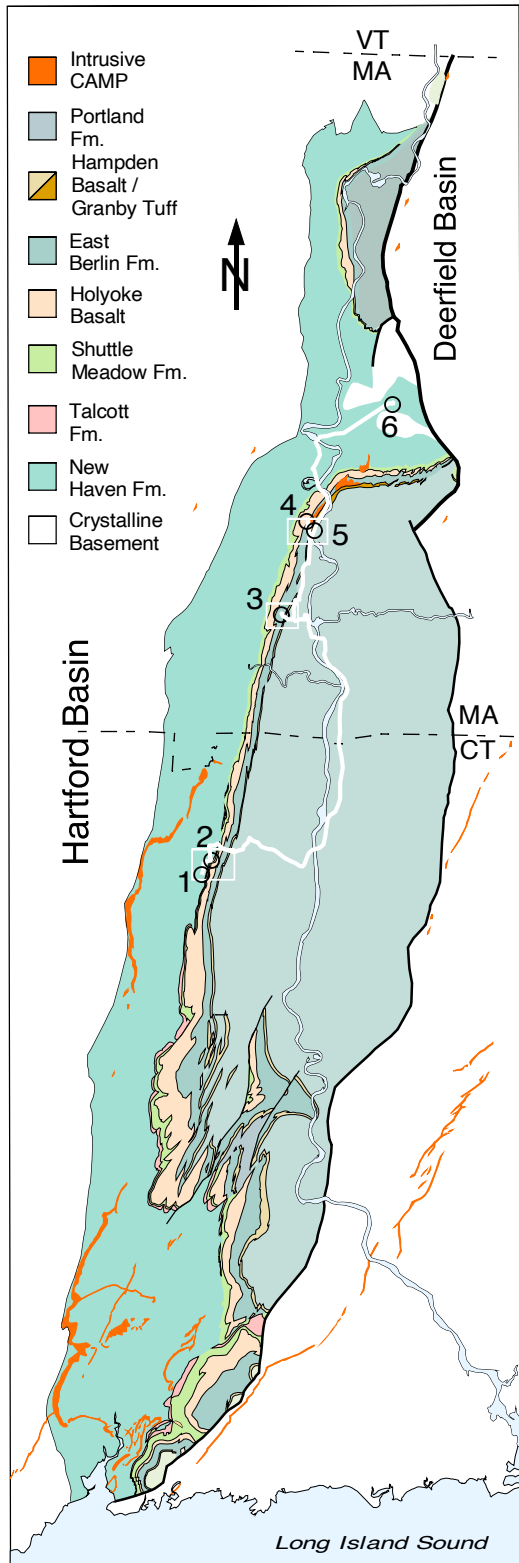 VT
MA
Intrusive
CAMP
Portland
Fm.
Hampden
Basalt /
Granby Tuff
East
Berlin Fm.
Holyoke
Basalt
Shuttle
Meadow Fm.
Talcott
Fm.
New
Haven Fm.
Crystalline
Basement
N
Deerfield Basin
6
4
5
3
Hartford Basin
MA
CT
2
1
Long Island Sound